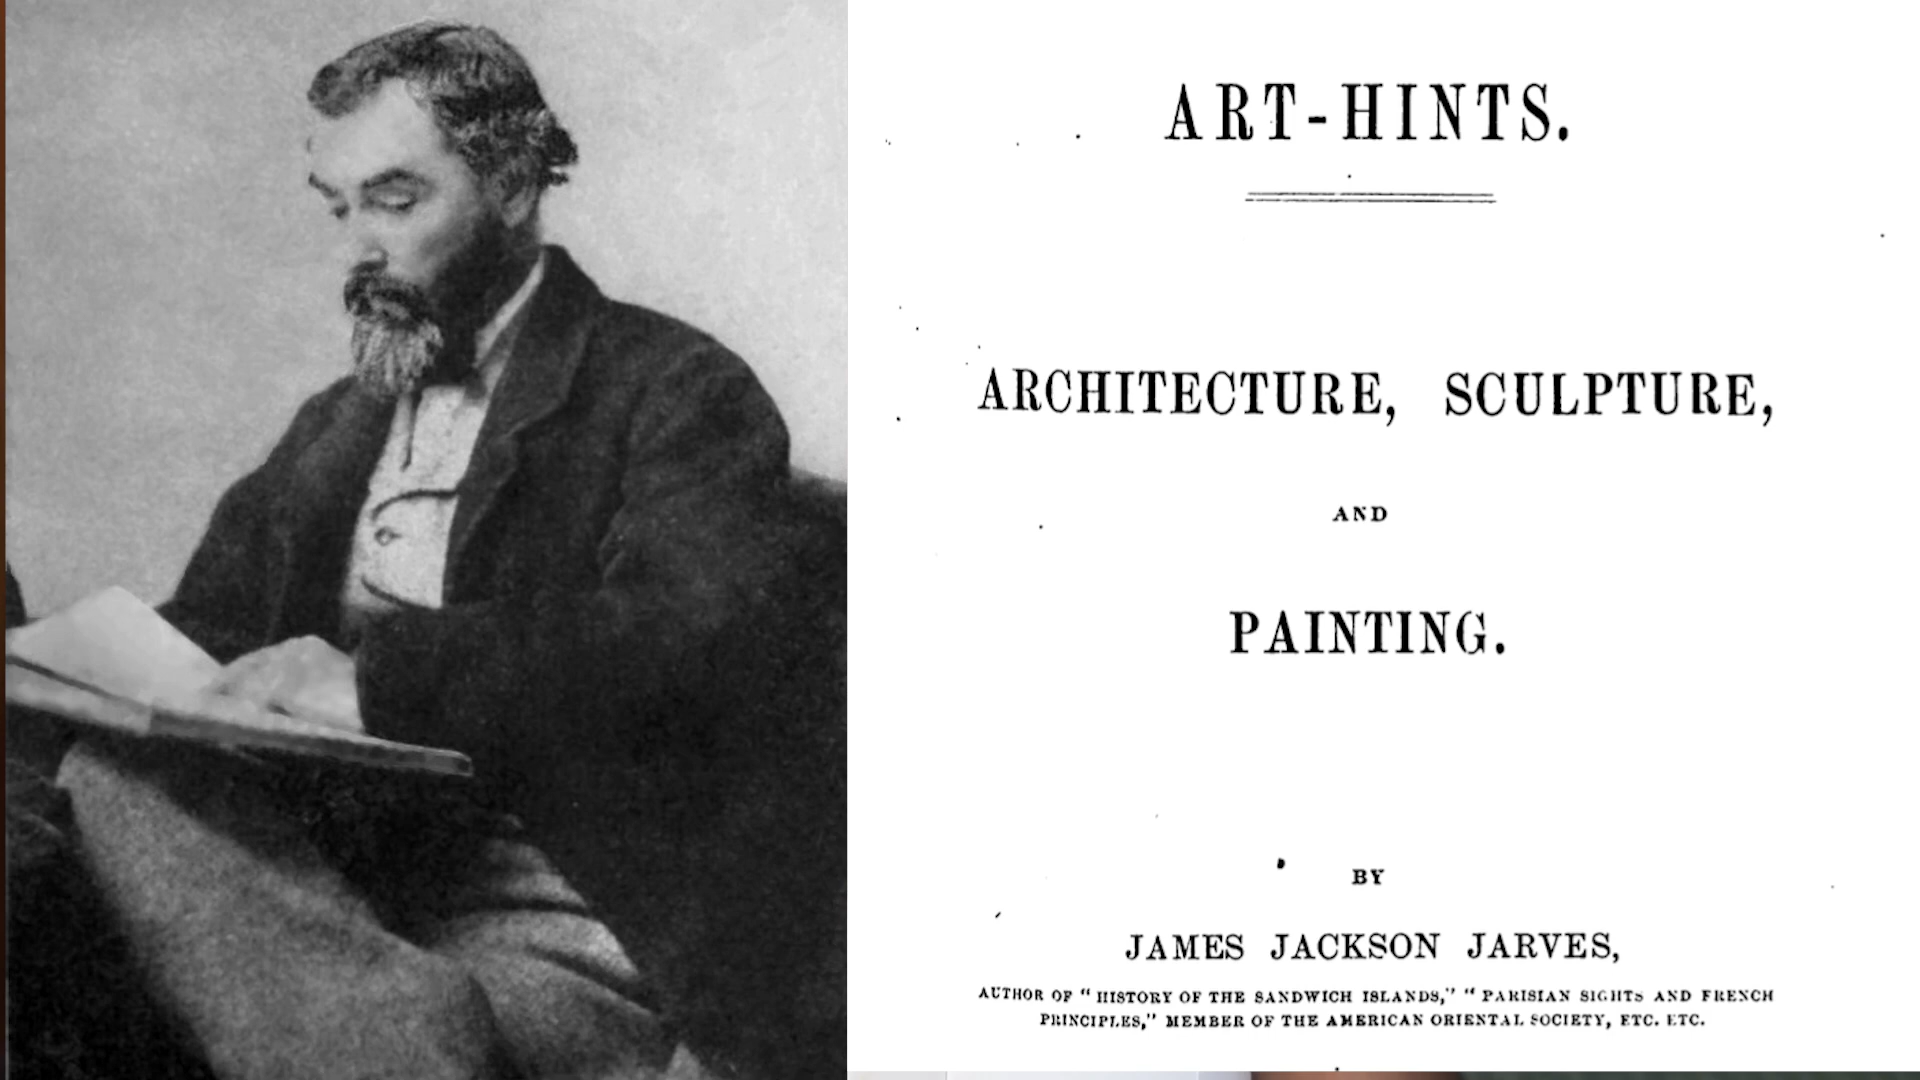 ART-HINTS.
ARCHITECTURE, SCULPTURE,
AND
PAINTING.
BY
JAMES JACKSON JARVES,
AUTHOR OF "HISTORY OF THE SANDWICH ISLANDS," "PARISIAN SIGHTS AND FRENCH
PRINCIPLES," MEMBER OF THE AMERICAN ORIENTAL SOCIETY, ETC. ETC.